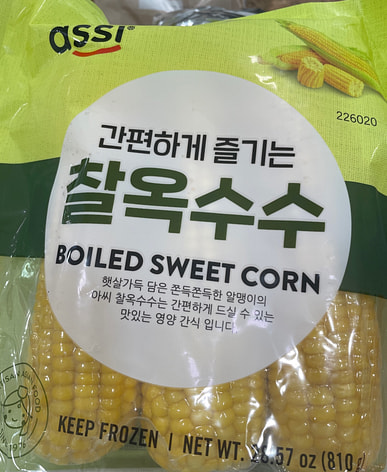 assi®
226020
간편하게 즐기는
찰옥수수
BOILED SWEET CORN
햇살가득 담은 쫀득쫀득한 알맹이의
아씨 찰옥수수는 간편하게 드실 수 있는
맛있는 영양 간식 입니다
KEEP FROZEN | NET WT. 28.57 oz (810 g